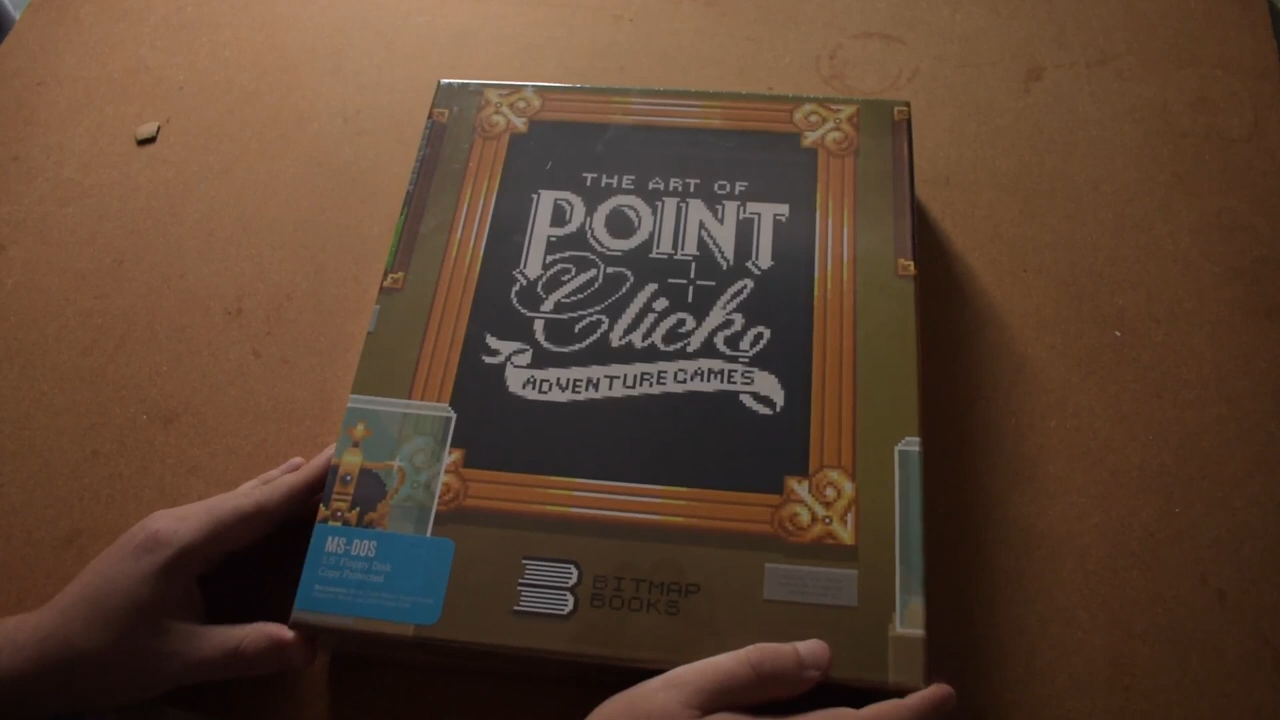 THE ART OF
POINT
Click
ADVENTURE GAMES
MS-DOS
3.5" Floppy Disk
Copy Protected
BITMAP
BOOKS